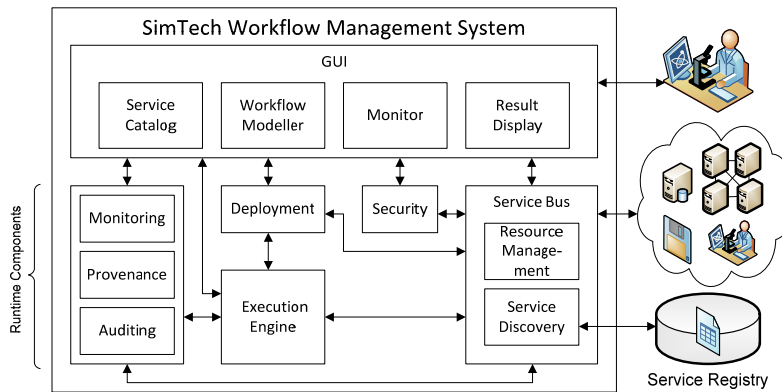 SimTech Workflow Management System
GUI
Service
Catalog
Workflow
Modeller
Monitor
Result
Display
Runtime Components
Monitoring
Provenance
Auditing
Deployment
Execution
Engine
Security
Service Bus
Resource
Manage-
ment
Service
Discovery
Service Registry